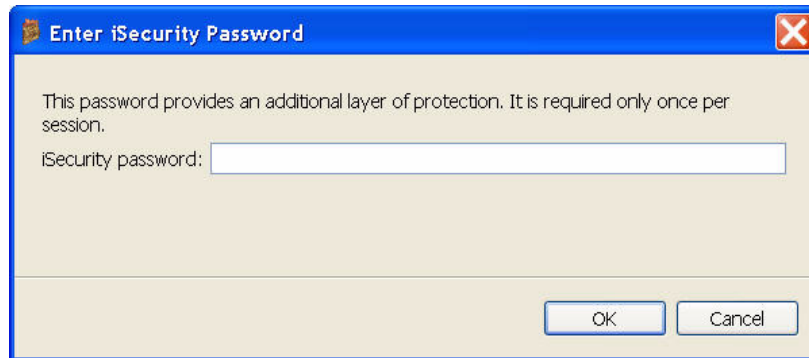 Enter iSecurity Password
This password provides an additional layer of protection. It is required only once per
session.
iSecurity password:
OK Cancel